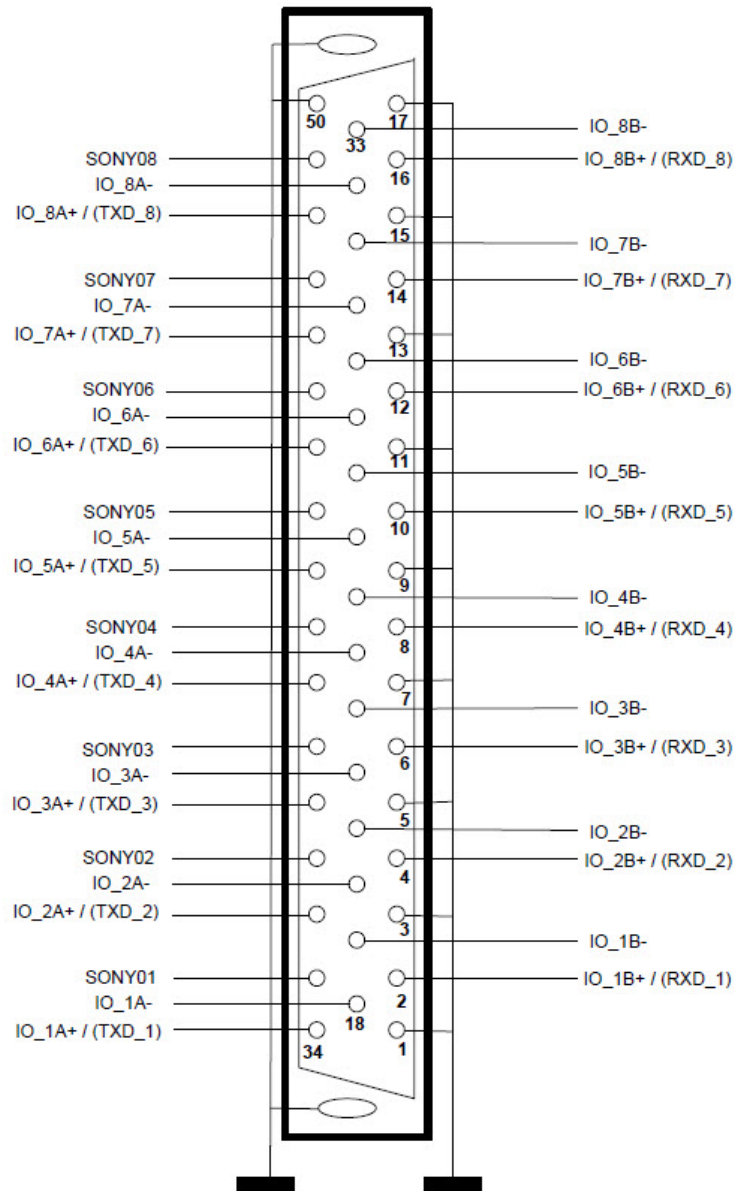 50
17
33
IO_8B-
SONY08
16
IO_8B+ / (RXD_8)
IO_8A-
IO_8A+ / (TXD_8)
15
IO_7B-
SONY07
14
IO_7B+ / (RXD_7)
IO_7A-
IO_7A+ / (TXD_7)
13
IO_6B-
SONY06
12
IO_6B+ / (RXD_6)
IO_6A-
IO_6A+ / (TXD_6)
11
IO_5B-
SONY05
10
IO_5B+ / (RXD_5)
IO_5A-
IO_5A+ / (TXD_5)
9
IO_4B-
SONY04
8
IO_4B+ / (RXD_4)
IO_4A-
IO_4A+ / (TXD_4)
7
IO_3B-
SONY03
6
IO_3B+ / (RXD_3)
IO_3A-
IO_3A+ / (TXD_3)
5
IO_2B-
SONY02
4
IO_2B+ / (RXD_2)
IO_2A-
IO_2A+ / (TXD_2)
3
IO_1B-
SONY01
2
IO_1B+ / (RXD_1)
IO_1A-
18
IO_1A+ / (TXD_1)
34
1